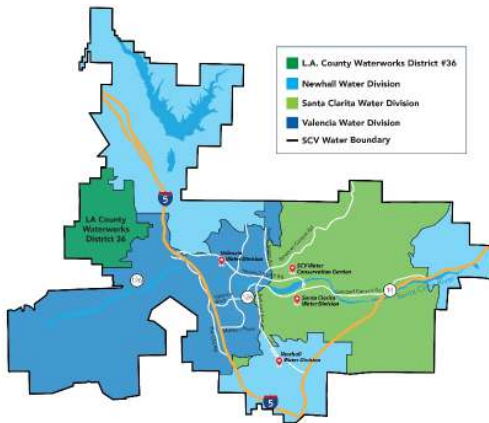 L.A. County Waterworks District #36
Newhall Water Division
Santa Clarita Water Division
Valencia Water Division
SCV Water Boundary
5
LA County
Waterworks
District 36
Valencia
Water Division
SCV Water
Conservation Garden
126
126
14
Santa Clarita
Water Division
Newhall
Water Division
5